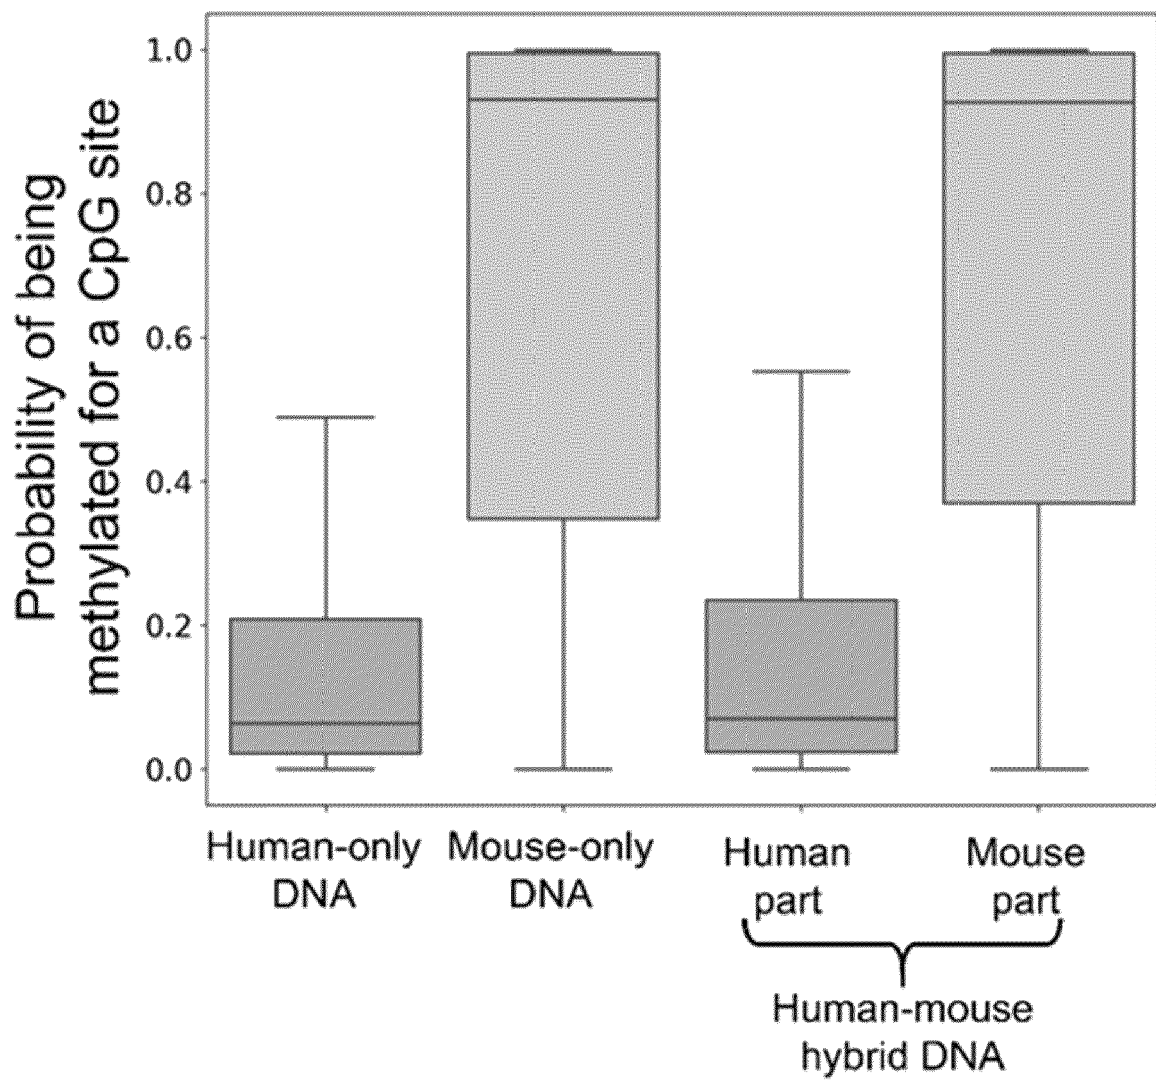 Probability of being
methylated for a CpG site
1.0
0.8
0.6
0.4
0.2
0.0
Human-only
DNA
Mouse-only
DNA
Human
part
Mouse
part
Human-mouse
hybrid DNA